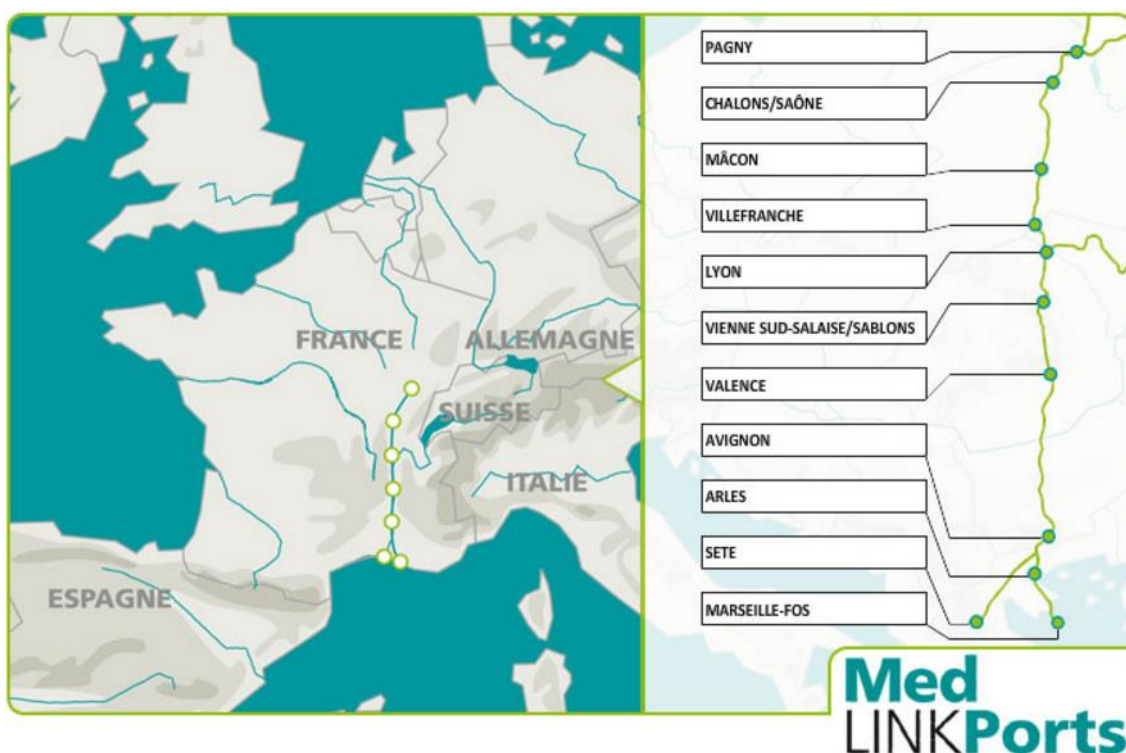 FRANCE
ALLEMAGNE
SUISSE
ITALIE
ESPAGNE
PAGNY
CHALONS/SAÔNE
MÂCON
VILLEFRANCHE
LYON
VIENNE SUD-SALAISE/SABLONS
VALENCE
AVIGNON
ARLES
SETE
MARSEILLE-FOS
Med
LINKPorts